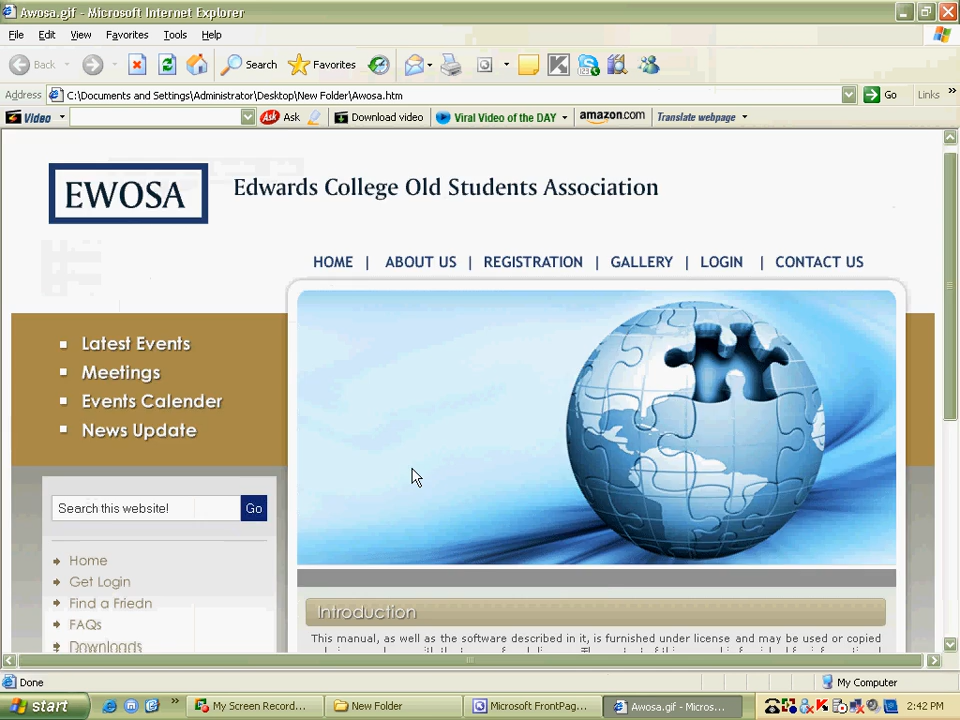 Awosa.gif - Microsoft Internet Explorer
File Edit View Favorites Tools Help
Back Search Favorites
Address C:\Documents and Settings\Administrator\Desktop\New Folder\Awosa.htm Go Links »
Video Ask Ask Download video Viral Video of the DAY amazon.com Translate webpage
EWOSA Edwards College Old Students Association
HOME | ABOUT US | REGISTRATION | GALLERY | LOGIN | CONTACT US
Latest Events
Meetings
Events Calender
News Update
Search this website! Go
Home
Get Login
Find a Friedn
FAQs
Downloads
Introduction
This manual, as well as the software described in it, is furnished under license and may be used or copied
Done My Computer
start » My Screen Record... New Folder Microsoft FrontPag... Awosa.gif - Micros... 2:42 PM